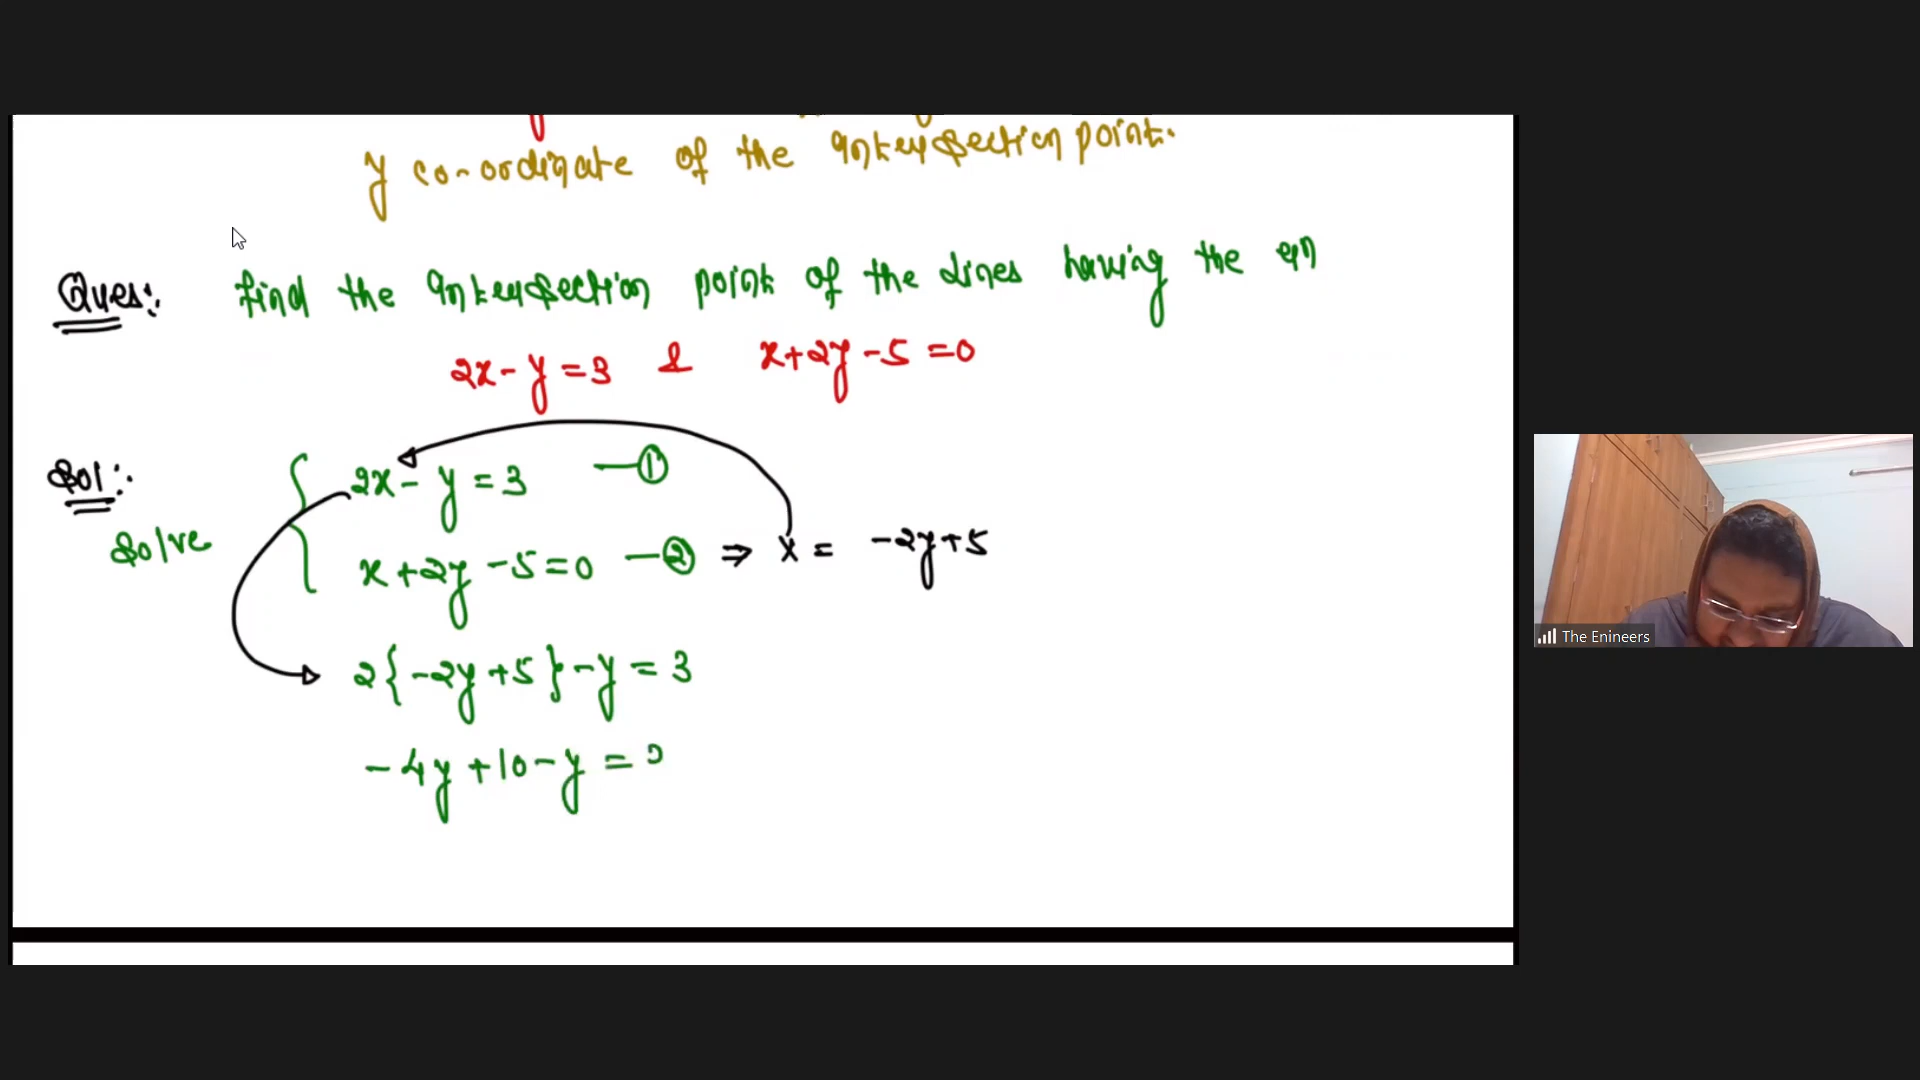 y co-ordinate of the intersection point.
Ques: find the intersection point of the lines having the eqn
2x - y = 3 & x + 2y - 5 = 0
Sol:
2x - y = 3 — ①
Solve
x + 2y - 5 = 0 — ② ⇒ x = -2y + 5
2{-2y + 5} - y = 3
-4y + 10 - y = 
The Enineers